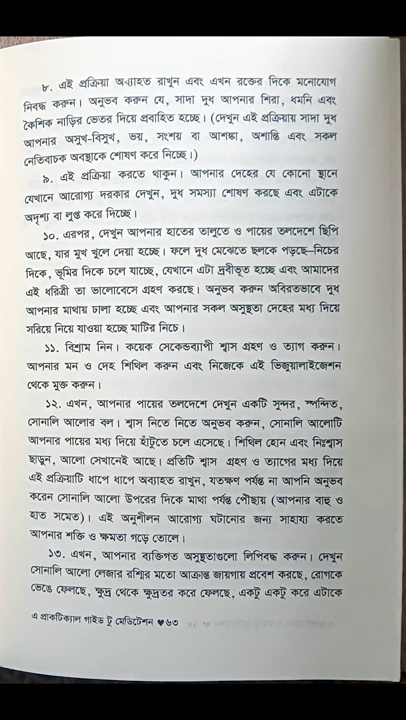 ৮. এই প্রক্রিয়া অব্যাহত রাখুন এবং এখন রক্তের দিকে মনোযোগ
নিবদ্ধ করুন। অনুভব করুন যে, সাদা দুধ আপনার শিরা, ধমনি এবং
কৈশিক নাড়ির ভেতর দিয়ে প্রবাহিত হচ্ছে। (দেখুন এই প্রক্রিয়ায় সাদা দুধ
আপনার অসুখ-বিসুখ, ভয়, সংশয় বা আশঙ্কা, অশান্তি এবং সকল
নেতিবাচক অবস্থাকে শোষণ করে নিচ্ছে।)
৯. এই প্রক্রিয়া করতে থাকুন। আপনার দেহের যে কোনো স্থানে
যেখানে আরোগ্য দরকার দেখুন, দুধ সমস্যা শোষণ করছে এবং এটাকে
অদৃশ্য বা লুপ্ত করে দিচ্ছে।
১০. এরপর, দেখুন আপনার হাতের তালুতে ও পায়ের তলদেশে ছিপি
আছে, যার মুখ খুলে দেয়া হচ্ছে। ফলে দুধ মেঝেতে ছলকে পড়ছে–নিচের
দিকে, ভূমির দিকে চলে যাচ্ছে, যেখানে এটা দ্রবীভূত হচ্ছে এবং আমাদের
এই ধরিত্রী তা ভালোবেসে গ্রহণ করছে। অনুভব করুন অবিরতভাবে দুধ
আপনার মাথায় ঢালা হচ্ছে এবং আপনার সকল অসুস্থতা দেহের মধ্য দিয়ে
সরিয়ে নিয়ে যাওয়া হচ্ছে মাটির নিচে।
১১. বিশ্রাম নিন। কয়েক সেকেন্ডব্যাপী শ্বাস গ্রহণ ও ত্যাগ করুন।
আপনার মন ও দেহ শিথিল করুন এবং নিজেকে এই ভিজুয়ালাইজেশন
থেকে মুক্ত করুন।
১২. এখন, আপনার পায়ের তলদেশে দেখুন একটি সুন্দর, স্পন্দিত,
সোনালি আলোর বল। শ্বাস নিতে নিতে অনুভব করুন, সোনালি আলোটি
আপনার পায়ের মধ্য দিয়ে হাঁটুতে চলে এসেছে। শিথিল হোন এবং নিঃশ্বাস
ছাড়ুন, আলো সেখানেই আছে। প্রতিটি শ্বাস গ্রহণ ও ত্যাগের মধ্য দিয়ে
এই প্রক্রিয়াটি ধাপে ধাপে অব্যাহত রাখুন, যতক্ষণ পর্যন্ত না আপনি অনুভব
করেন সোনালি আলো উপরের দিকে মাথা পর্যন্ত পৌছায় (আপনার বাহু ও
হাত সমেত)। এই অনুশীলন আরোগ্য ঘটানোর জন্য সাহায্য করতে
আপনার শক্তি ও ক্ষমতা গড়ে তোলে।
১৩. এখন, আপনার ব্যক্তিগত অসুস্থতাগুলো লিপিবদ্ধ করুন। দেখুন
সোনালি আলো লেজার রশ্মির মতো আক্রান্ত জায়গায় প্রবেশ করছে, রোগকে
ভেঙে ফেলছে, ক্ষুদ্র থেকে ক্ষুদ্রতর করে ফেলছে, একটু একটু করে এটাকে
এ প্রাকটিক্যাল গাইড টু মেডিটেশন ♥ ৬৩